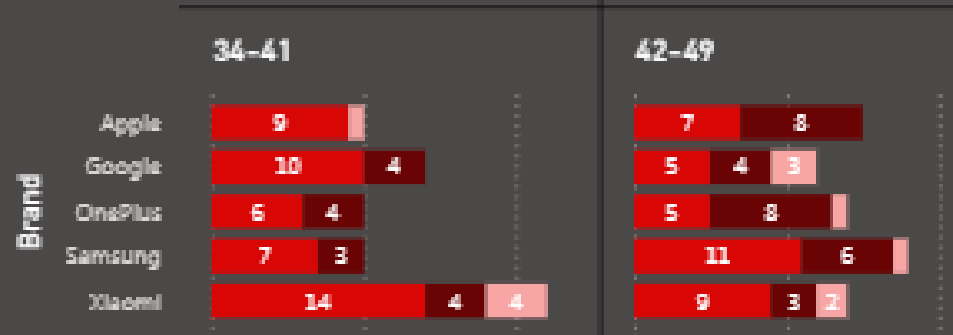 34-41 42-49
Brand
Apple 9 7 8
Google 10 4 5 4 3
OnePlus 6 4 5 8
Samsung 7 3 11 6
Xiaomi 14 4 4 9 3 2